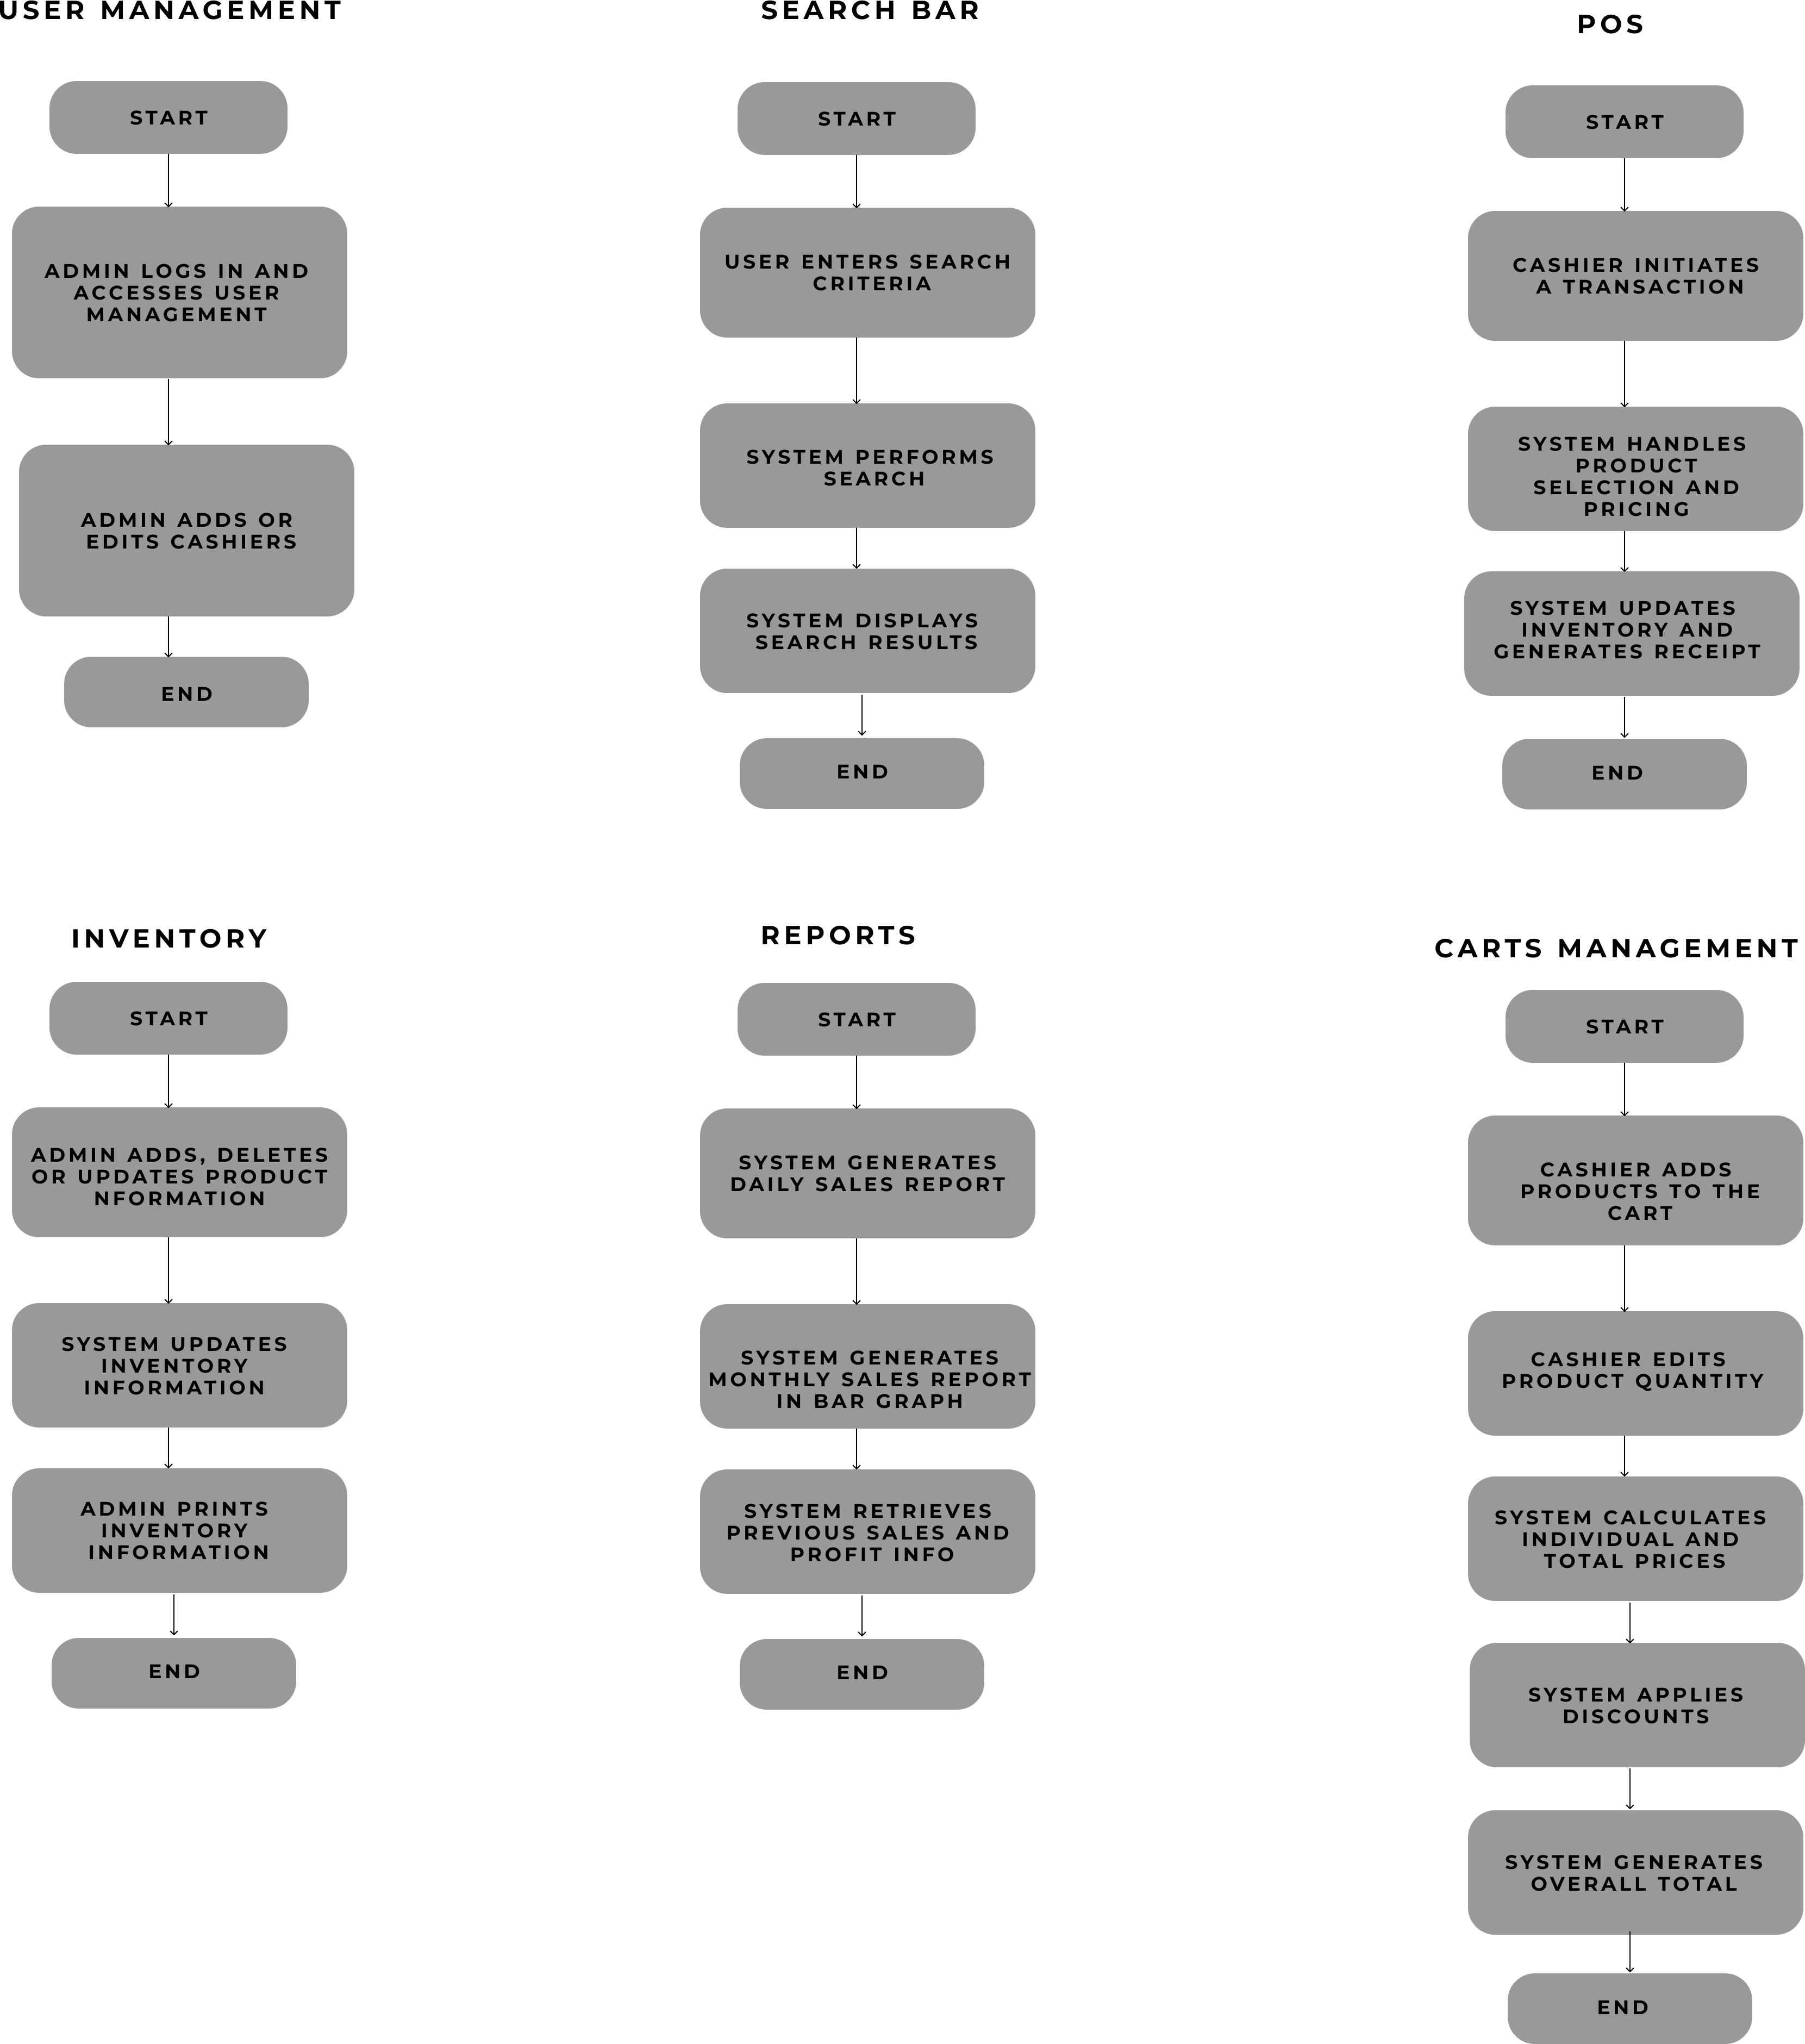 USER MANAGEMENT
START
ADMIN LOGS IN AND
ACCESSES USER
MANAGEMENT
ADMIN ADDS OR
EDITS CASHIERS
END
SEARCH BAR
START
USER ENTERS SEARCH
CRITERIA
SYSTEM PERFORMS
SEARCH
SYSTEM DISPLAYS
SEARCH RESULTS
END
POS
START
CASHIER INITIATES
A TRANSACTION
SYSTEM HANDLES
PRODUCT
SELECTION AND
PRICING
SYSTEM UPDATES
INVENTORY AND
GENERATES RECEIPT
END
INVENTORY
START
ADMIN ADDS, DELETES
OR UPDATES PRODUCT
NFORMATION
SYSTEM UPDATES
INVENTORY
INFORMATION
ADMIN PRINTS
INVENTORY
INFORMATION
END
REPORTS
START
SYSTEM GENERATES
DAILY SALES REPORT
SYSTEM GENERATES
MONTHLY SALES REPORT
IN BAR GRAPH
SYSTEM RETRIEVES
PREVIOUS SALES AND
PROFIT INFO
END
CARTS MANAGEMENT
START
CASHIER ADDS
PRODUCTS TO THE
CART
CASHIER EDITS
PRODUCT QUANTITY
SYSTEM CALCULATES
INDIVIDUAL AND
TOTAL PRICES
SYSTEM APPLIES
DISCOUNTS
SYSTEM GENERATES
OVERALL TOTAL
END